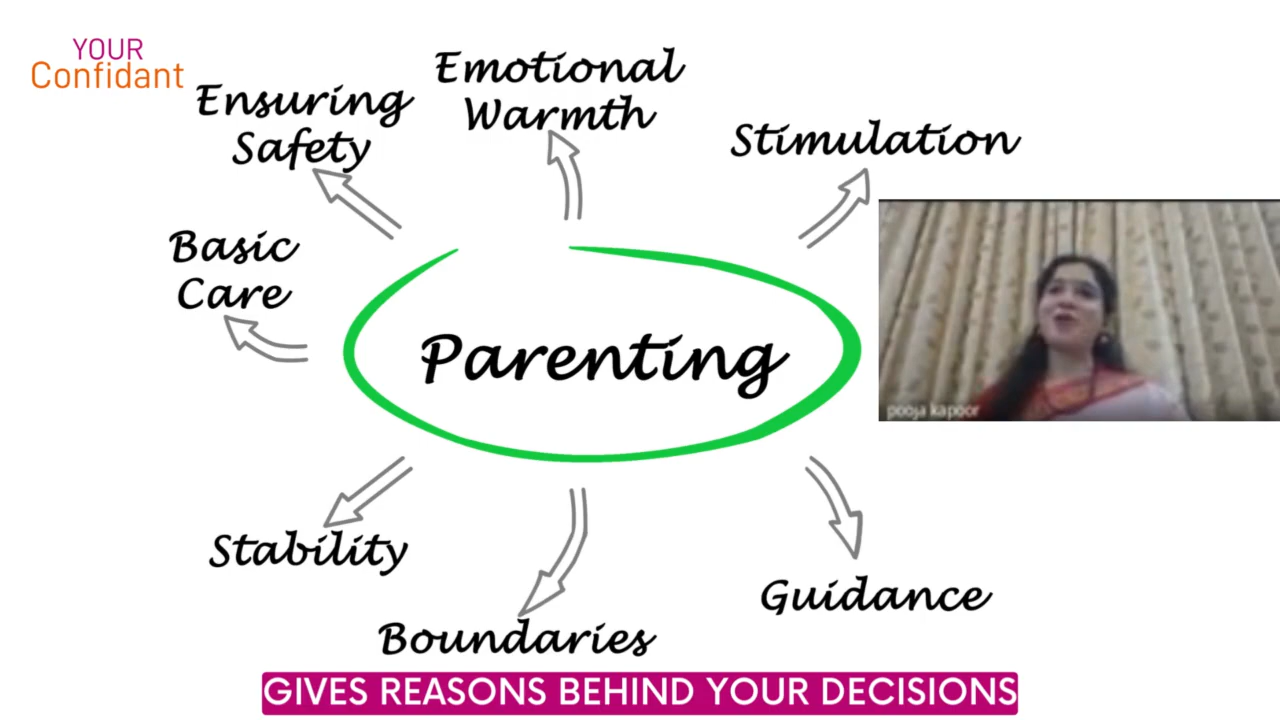 YOUR
Confidant
Ensuring
Safety
Emotional
Warmth
Stimulation
Basic
Care
Parenting
pooja kapoor
Stability
Boundaries
Guidance
GIVES REASONS BEHIND YOUR DECISIONS